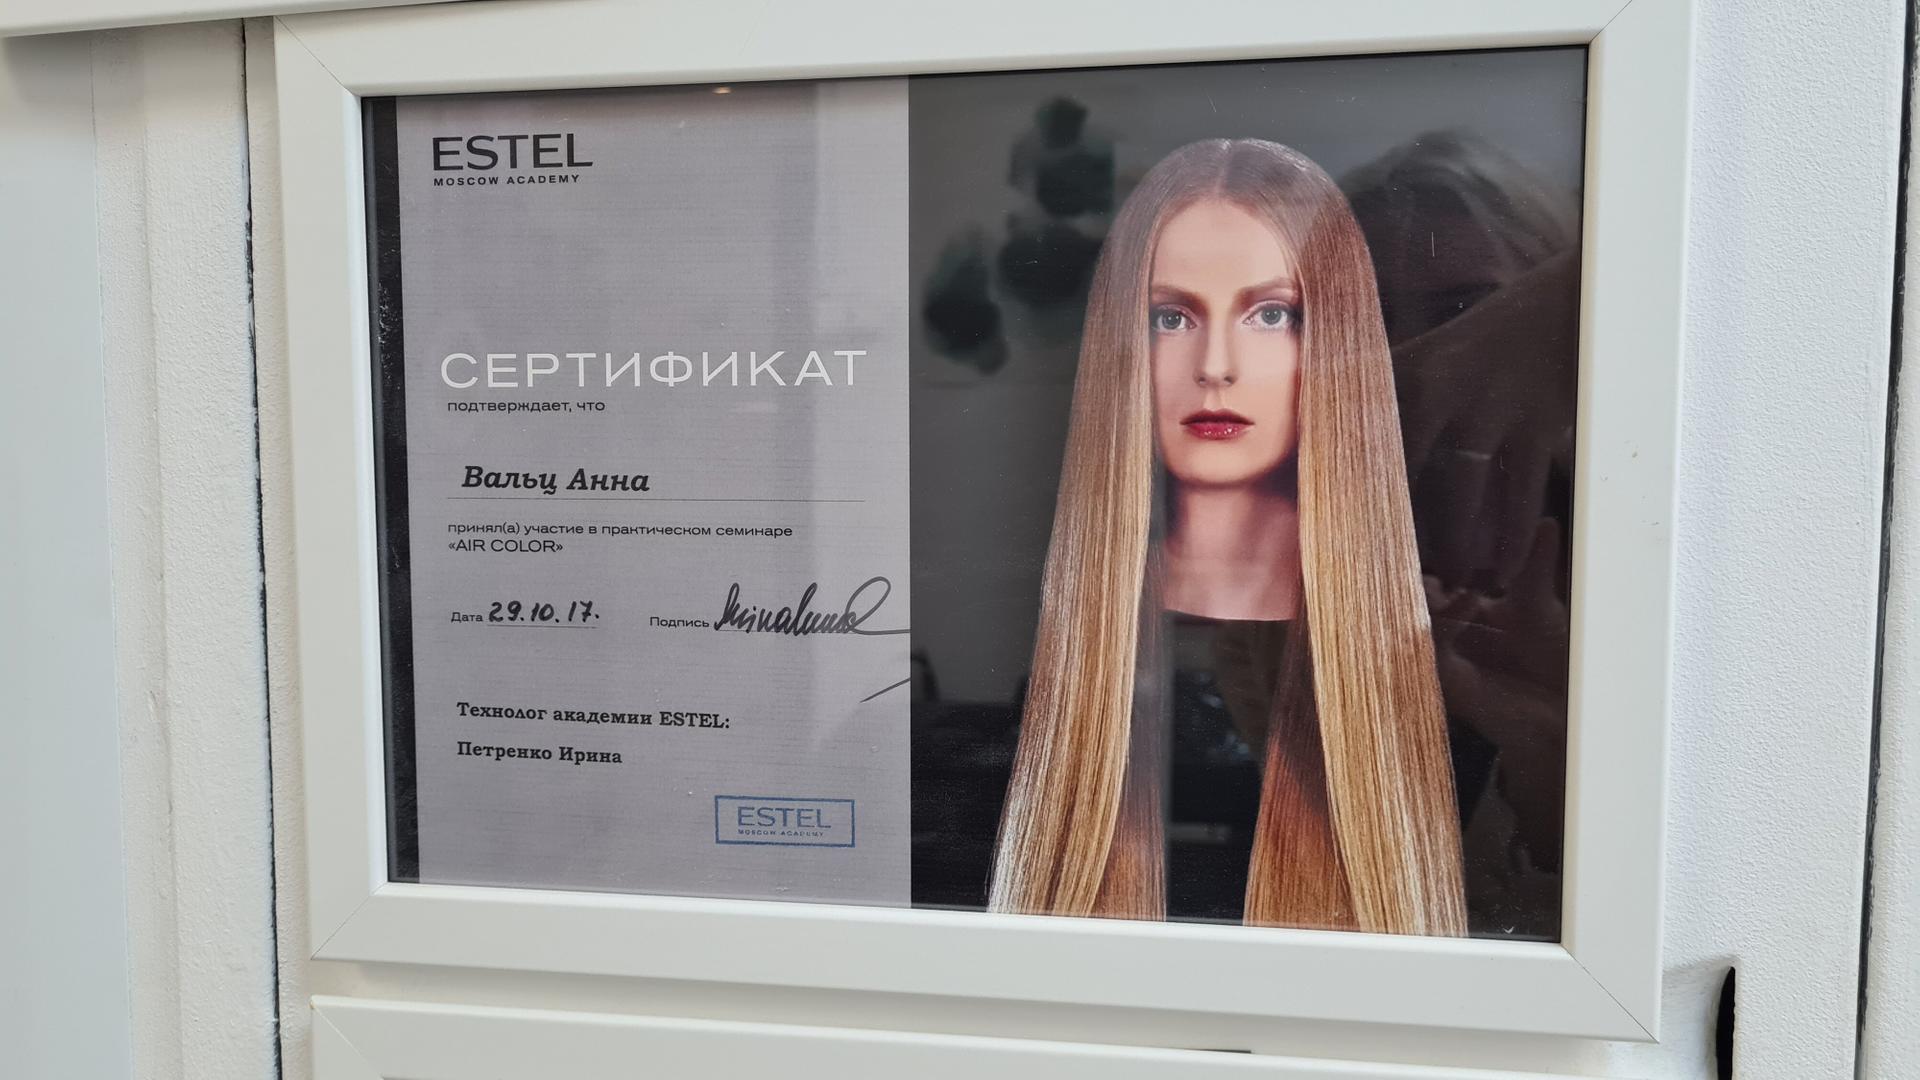 ESTEL
MOSCOW ACADEMY
СЕРТИФИКАТ
подтверждает, что
Вальц Анна
принял(а) участие в практическом семинаре
«AIR COLOR»
Дата 29.10.17.
Подпись
Технолог академии ESTEL:
Петренко Ирина
ESTEL
MOSCOW ACADEMY